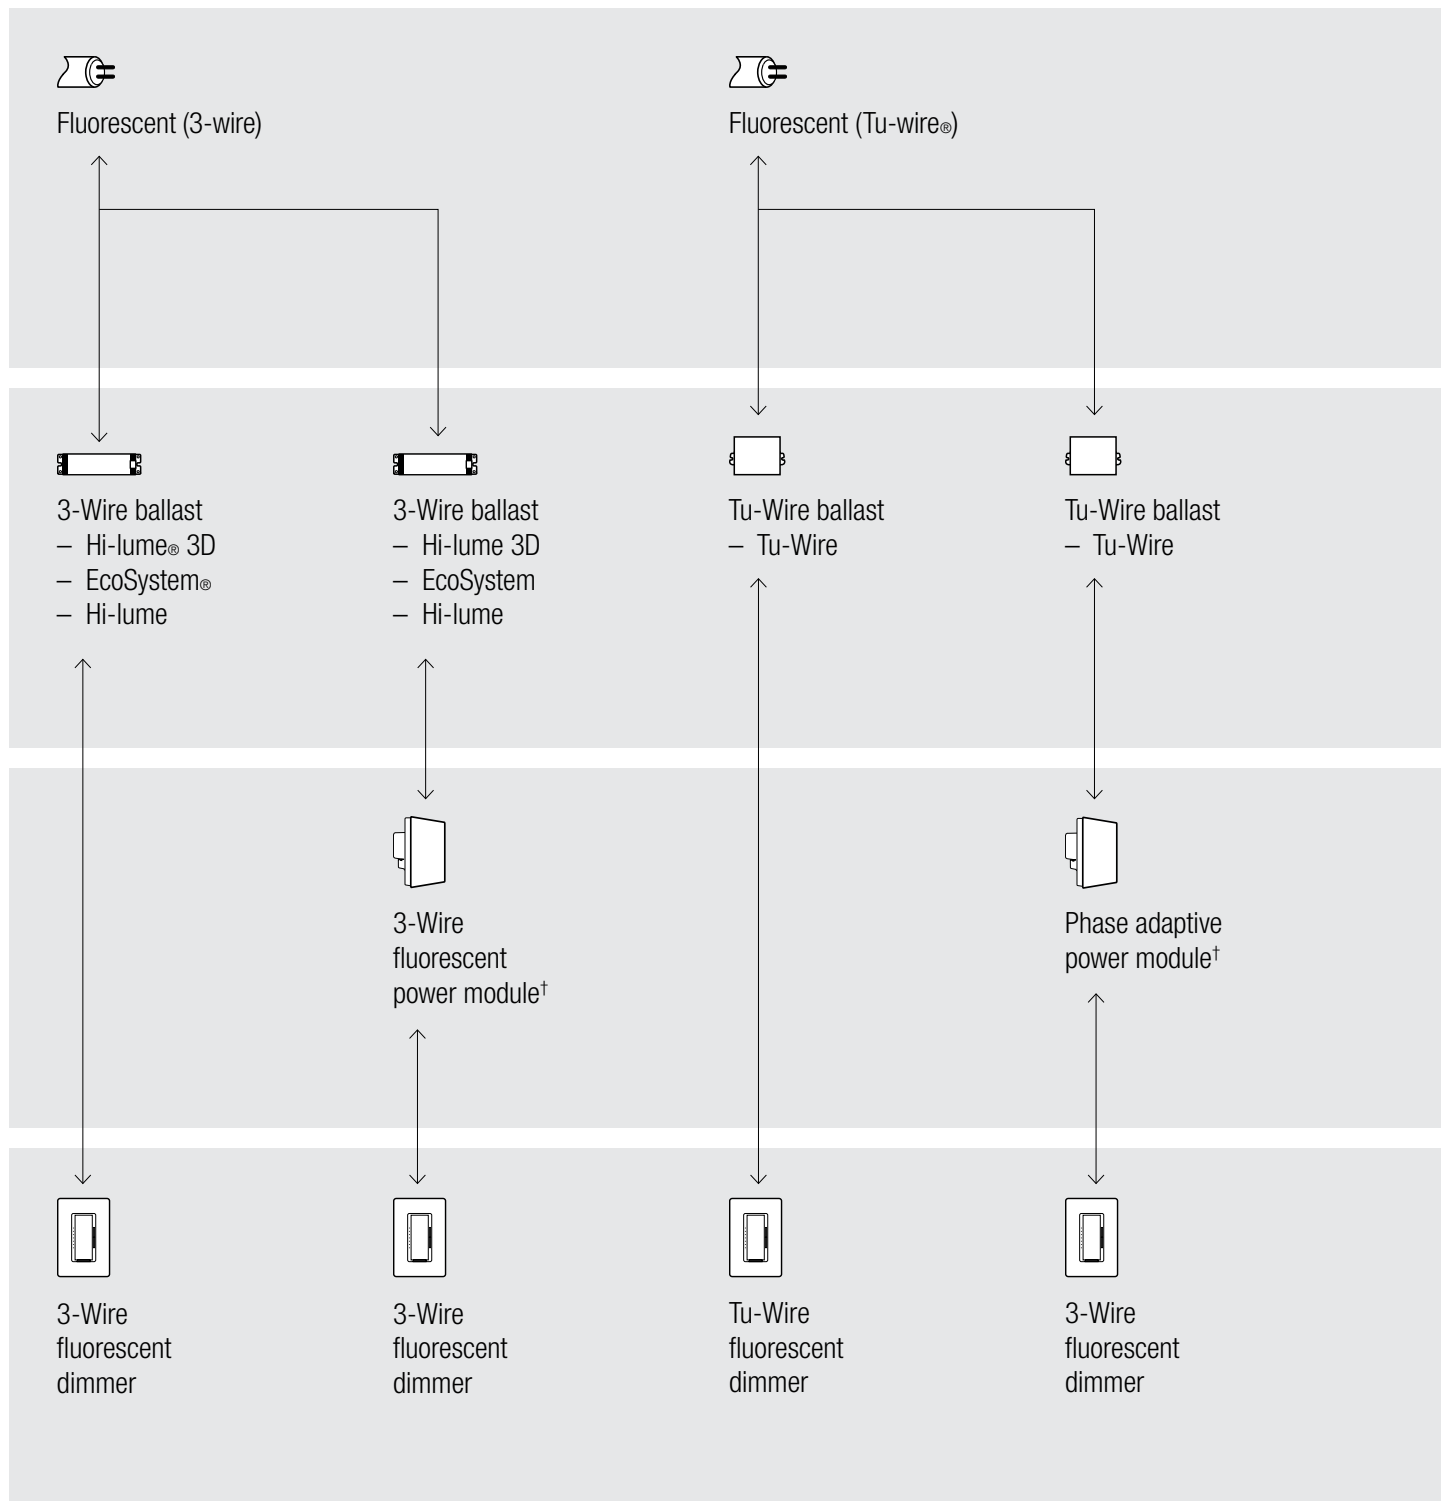 Fluorescent (3-wire)
Fluorescent (Tu-wire®)
3-Wire ballast
– Hi-lume® 3D
– EcoSystem®
– Hi-lume
3-Wire ballast
– Hi-lume 3D
– EcoSystem
– Hi-lume
Tu-Wire ballast
– Tu-Wire
Tu-Wire ballast
– Tu-Wire
3-Wire
fluorescent
power module†
Phase adaptive
power module†
3-Wire
fluorescent
dimmer
3-Wire
fluorescent
dimmer
Tu-Wire
fluorescent
dimmer
3-Wire
fluorescent
dimmer